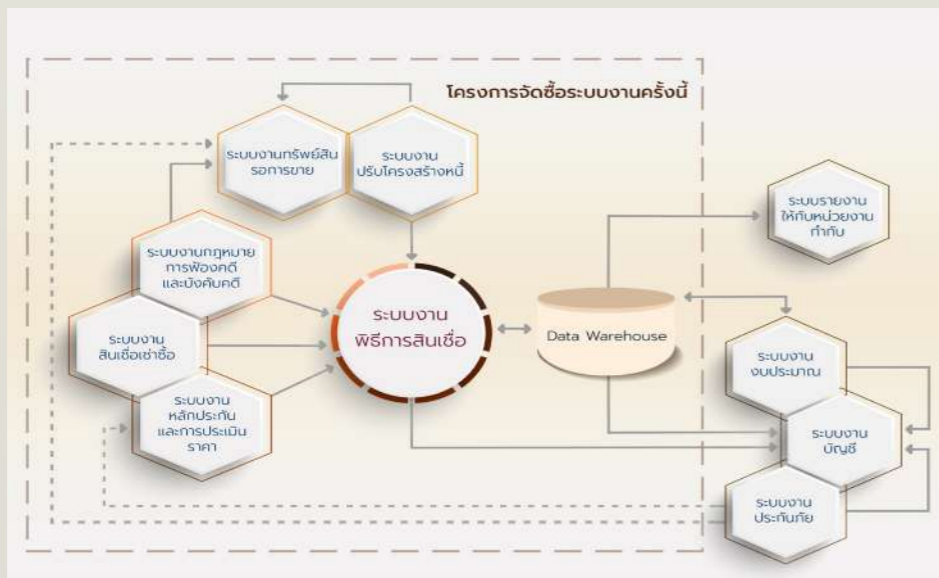 โครงการจัดซื้อระบบงานครั้งนี้
ระบบงานทรัพย์สิน
รอการขาย
ระบบงาน
ปรับโครงสร้างหนี้
ระบบรายงาน
ให้กับหน่วยงาน
กำกับ
ระบบงานกฎหมาย
การฟ้องคดี
และบังคับคดี
ระบบงาน
สินเชื่อเช่าซื้อ
ระบบงาน
หลักประกัน
และการประเมิน
ราคา
ระบบงาน
พิธีการสินเชื่อ
Data Warehouse
ระบบงาน
งบประมาณ
ระบบงาน
บัญชี
ระบบงาน
ประกันภัย